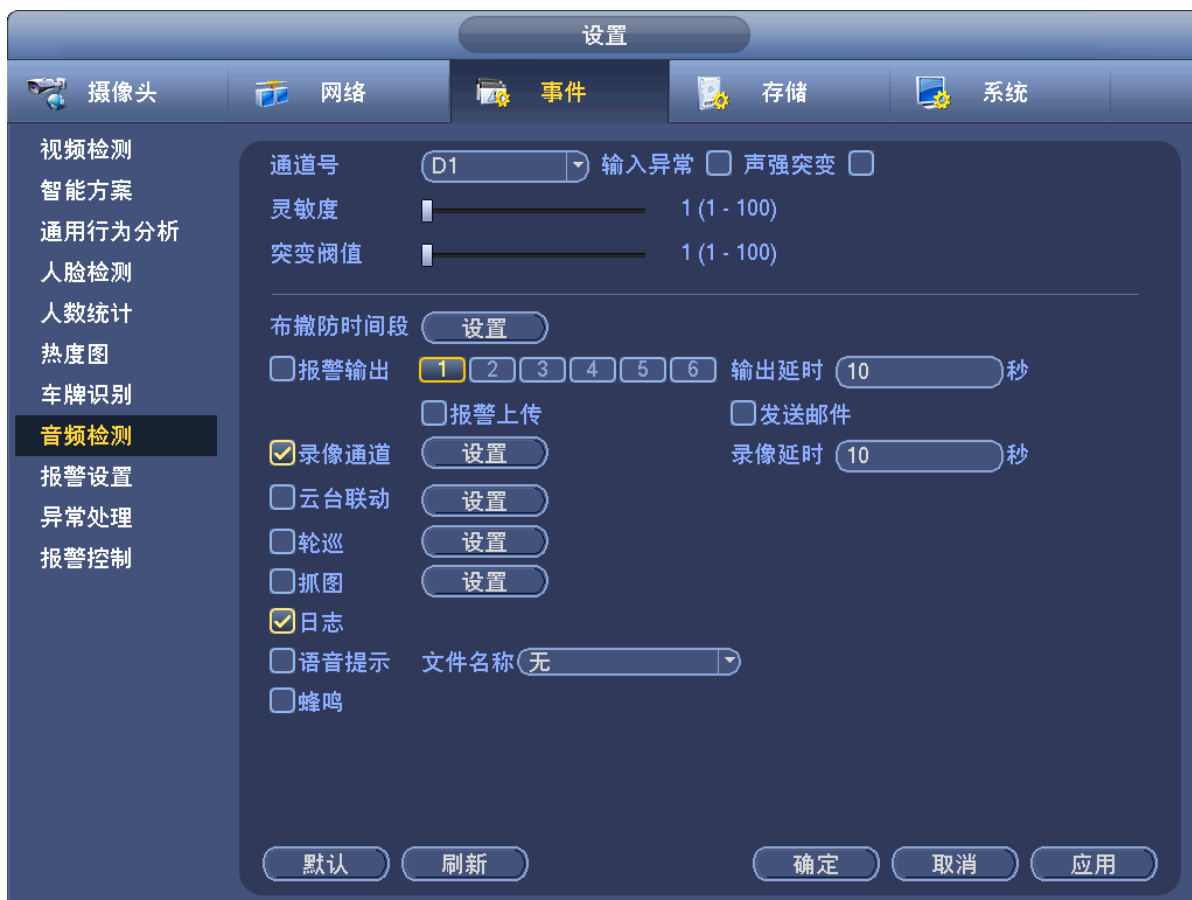 设置
摄像头 网络 事件 存储 系统
视频检测
智能方案
通用行为分析
人脸检测
人数统计
热度图
车牌识别
音频检测
报警设置
异常处理
报警控制
通道号 D1 输入异常 声强突变
灵敏度 1 (1 - 100)
突变阀值 1 (1 - 100)
布撤防时间段 设置
报警输出 1 2 3 4 5 6 输出延时 10 秒
报警上传 发送邮件
录像通道 设置 录像延时 10 秒
云台联动 设置
轮巡 设置
抓图 设置
日志
语音提示 文件名称 无
蜂鸣
默认 刷新 确定 取消 应用